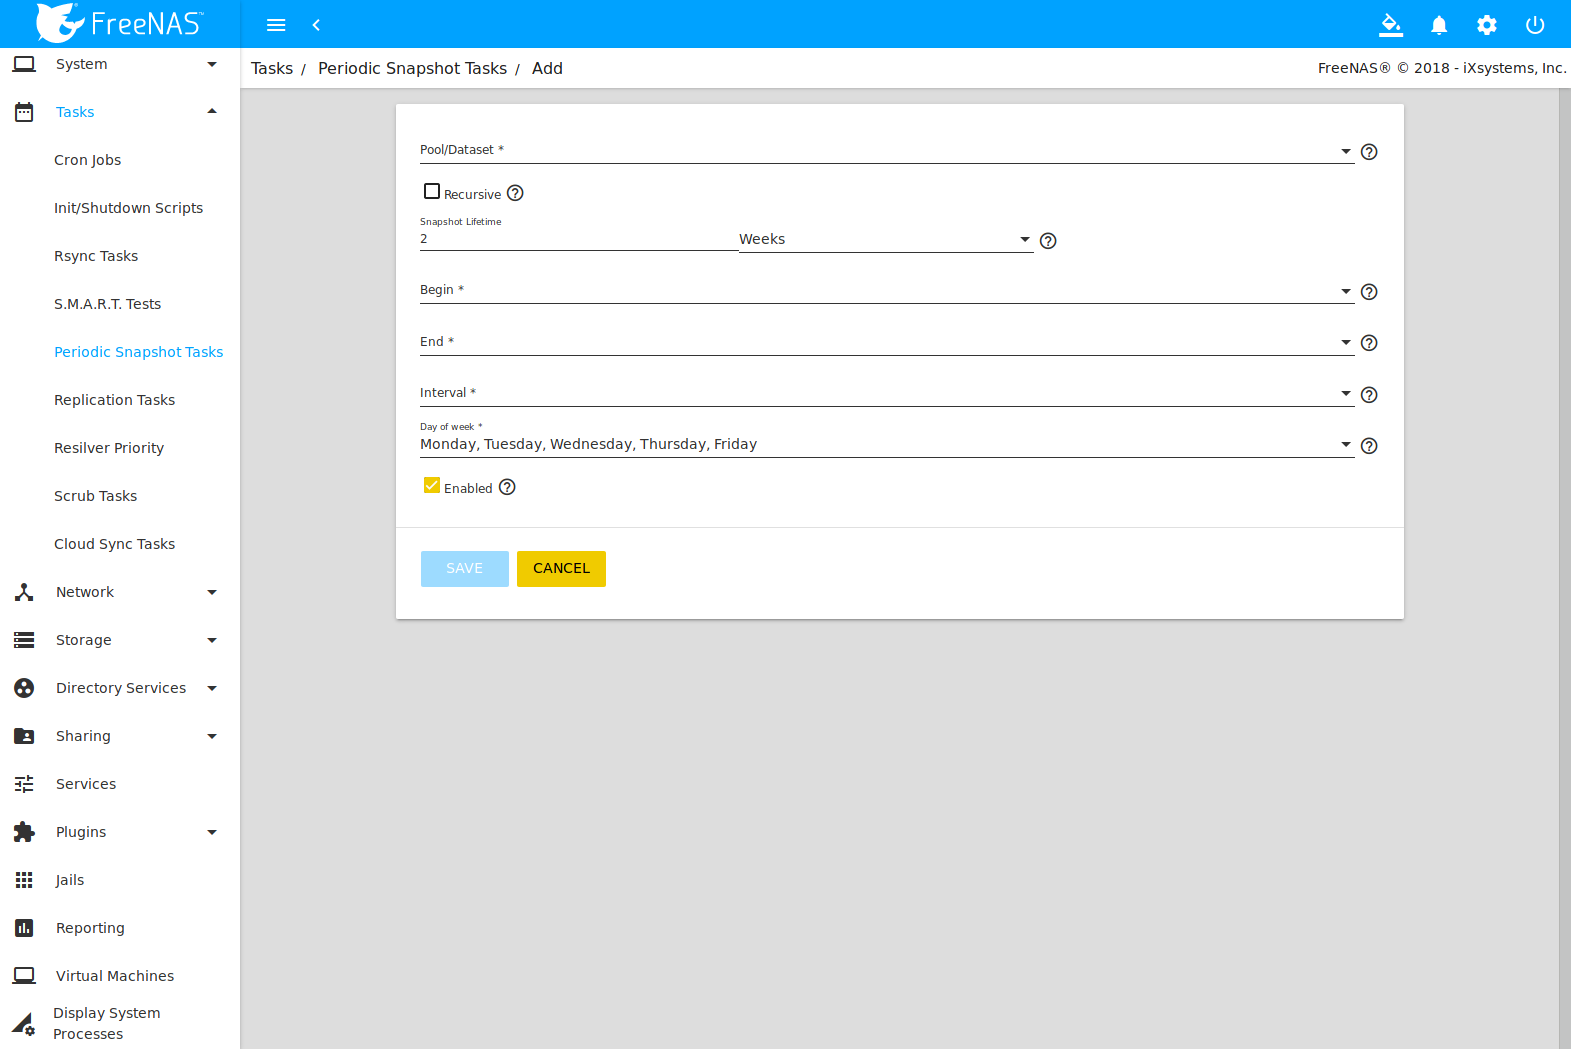 FreeNAS™
System
Tasks
Cron Jobs
Init/Shutdown Scripts
Rsync Tasks
S.M.A.R.T. Tests
Periodic Snapshot Tasks
Replication Tasks
Resilver Priority
Scrub Tasks
Cloud Sync Tasks
Network
Storage
Directory Services
Sharing
Services
Plugins
Jails
Reporting
Virtual Machines
Display System
Processes
Tasks / Periodic Snapshot Tasks / Add
FreeNAS® © 2018 - iXsystems, Inc.
Pool/Dataset *
Recursive
Snapshot Lifetime
2 Weeks
Begin *
End *
Interval *
Day of week *
Monday, Tuesday, Wednesday, Thursday, Friday
Enabled
SAVE CANCEL